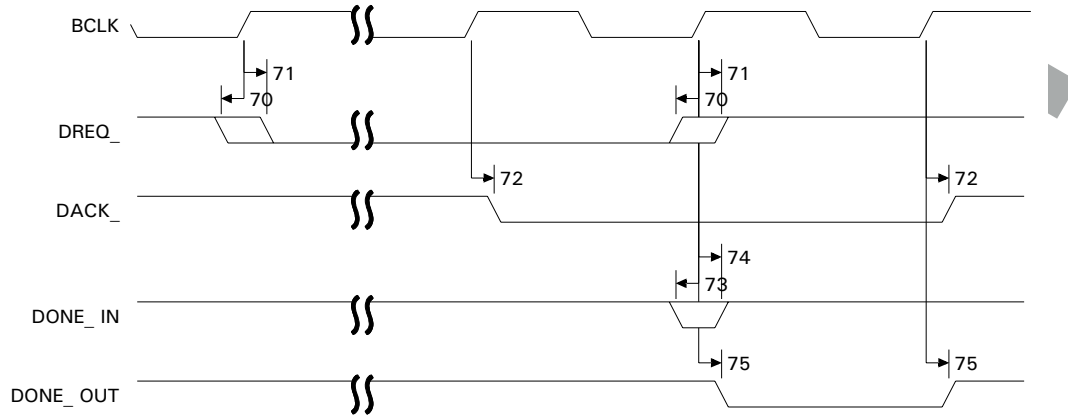 BCLK
71
71
70
70
DREQ_
72
72
DACK_
74
73
DONE_ IN
75
75
DONE_ OUT